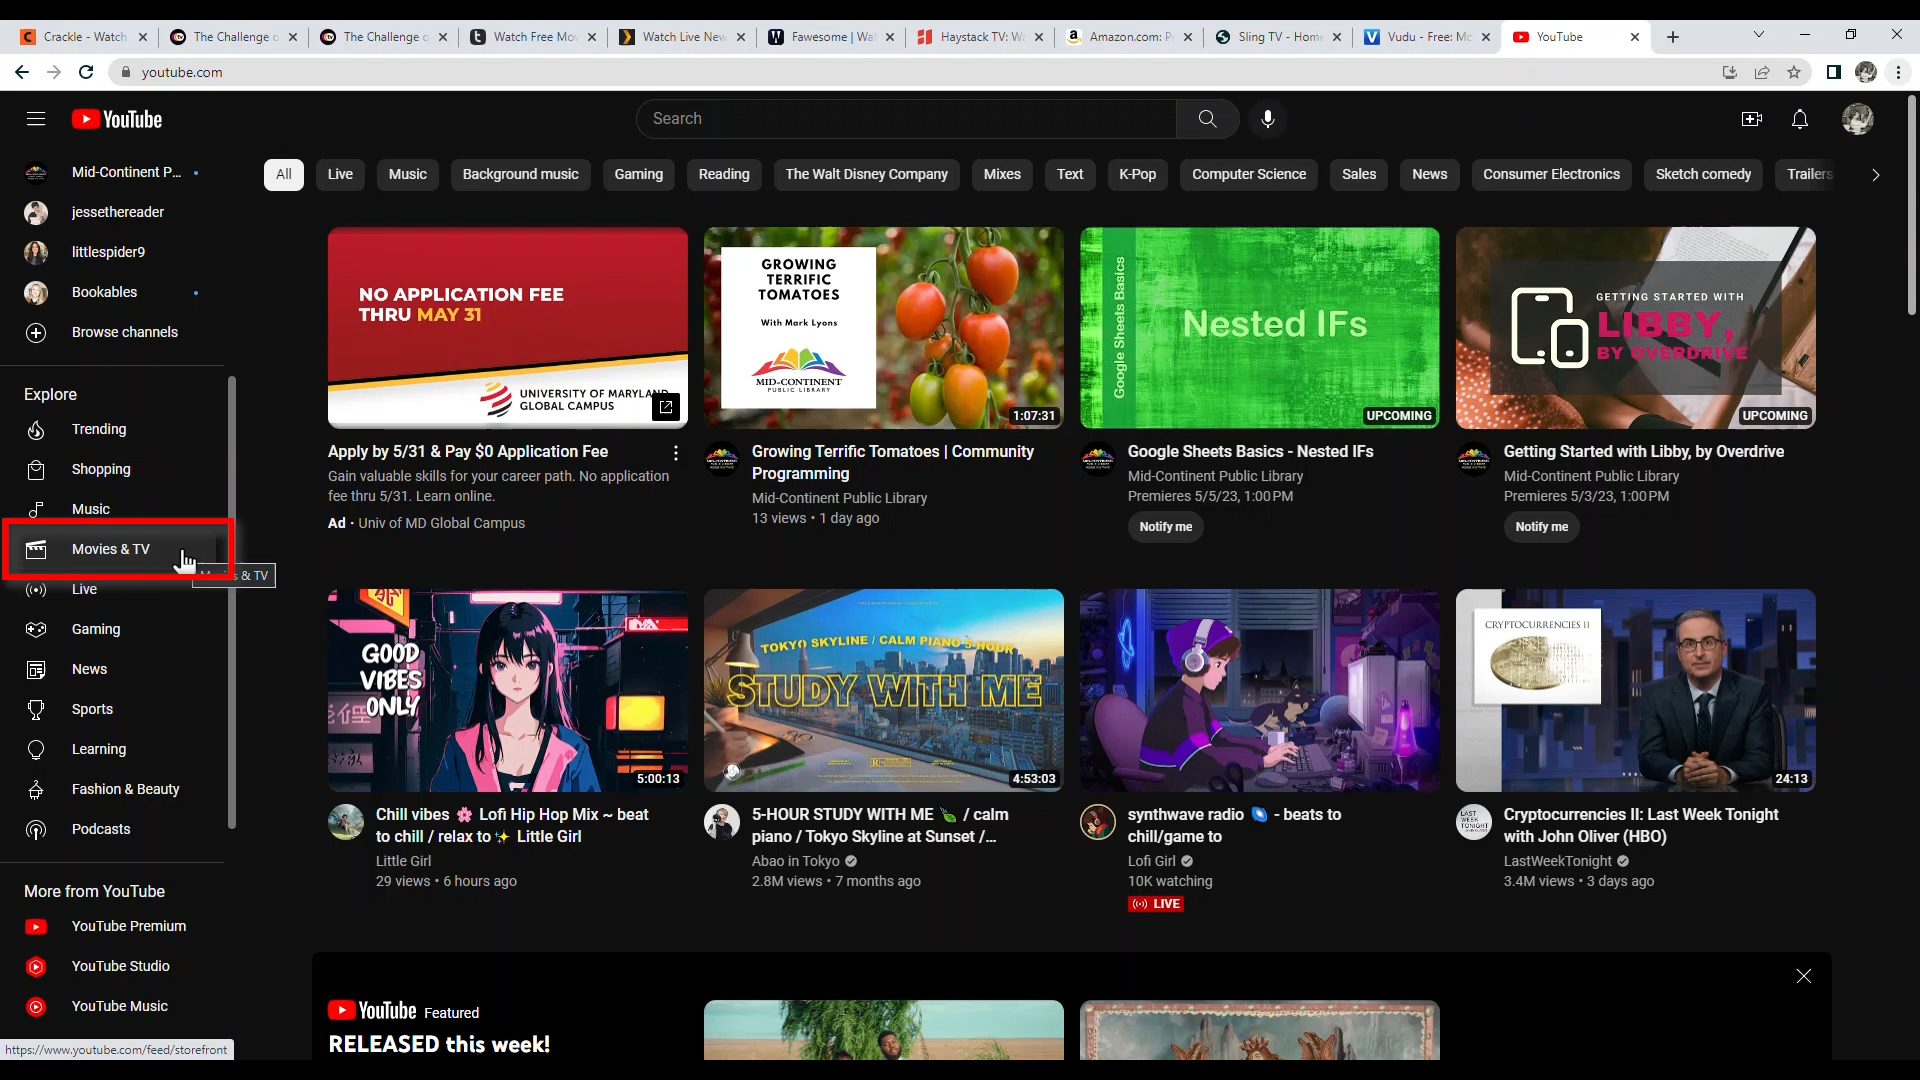 Crackle - Watch
The Challenge o
The Challenge o
Watch Free Mov
Watch Live New
Fawesome | Wat
Haystack TV: Wa
Amazon.com: P
Sling TV - Home
Vudu - Free: Mo
YouTube
youtube.com
YouTube
Search
Mid-Continent P...
jessethereader
littlespider9
Bookables
Browse channels
Explore
Trending
Shopping
Music
Movies & TV
& TV
Live
Gaming
News
Sports
Learning
Fashion & Beauty
Podcasts
More from YouTube
YouTube Premium
YouTube Studio
YouTube Music
https://www.youtube.com/feed/storefront
All
Live
Music
Background music
Gaming
Reading
The Walt Disney Company
Mixes
Text
K-Pop
Computer Science
Sales
News
Consumer Electronics
Sketch comedy
Trailers
NO APPLICATION FEE
THRU MAY 31
UNIVERSITY OF MARYLAND
GLOBAL CAMPUS
Apply by 5/31 & Pay $0 Application Fee
Gain valuable skills for your career path. No application
fee thru 5/31. Learn online.
Ad · Univ of MD Global Campus
GROWING
TERRIFIC
TOMATOES
With Mark Lyons
MID-CONTINENT
PUBLIC LIBRARY
1:07:31
Growing Terrific Tomatoes | Community
Programming
Mid-Continent Public Library
13 views • 1 day ago
Google Sheets Basics
Nested IFs
UPCOMING
Google Sheets Basics - Nested IFs
Mid-Continent Public Library
Premieres 5/5/23, 1:00 PM
Notify me
GETTING STARTED WITH
LIBBY,
BY OVERDRIVE
UPCOMING
Getting Started with Libby, by Overdrive
Mid-Continent Public Library
Premieres 5/3/23, 1:00 PM
Notify me
GOOD
VIBES
ONLY
5:00:13
Chill vibes 🌸 Lofi Hip Hop Mix ~ beat
to chill / relax to ✨ Little Girl
Little Girl
29 views • 6 hours ago
TOKYO SKYLINE / CALM PIANO 5-HOUR
STUDY WITH ME
4:53:03
5-HOUR STUDY WITH ME 🍃 / calm
piano / Tokyo Skyline at Sunset /...
Abao in Tokyo
2.8M views • 7 months ago
synthwave radio 🌌 - beats to
chill/game to
Lofi Girl
10K watching
LIVE
CRYPTOCURRENCIES II
24:13
LAST WEEK TONIGHT
Cryptocurrencies II: Last Week Tonight
with John Oliver (HBO)
LastWeekTonight
3.4M views • 3 days ago
YouTube Featured
RELEASED this week!